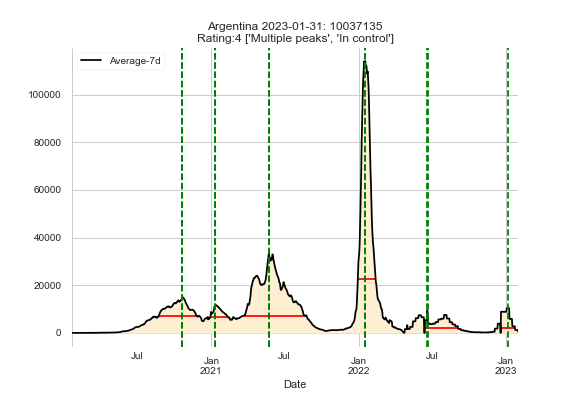 Argentina 2023-01-31: 10037135
Rating:4 ['Multiple peaks', 'In control']
Average-7d
100000
80000
60000
40000
20000
0
Jul
Jan
2021
Jul
Jan
2022
Jul
Jan
2023
Date